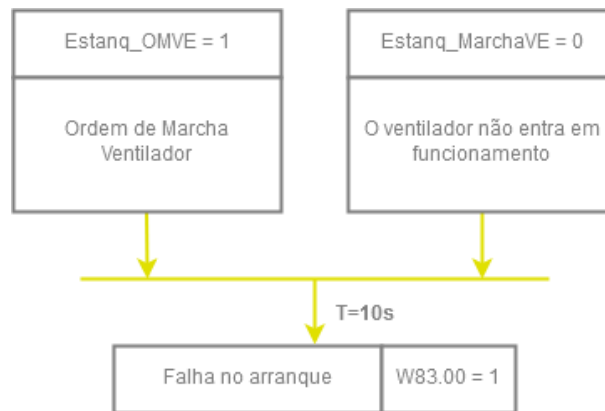 Estanq_OMVE = 1
Estanq_MarchaVE = 0
Ordem de Marcha
Ventilador
O ventilador não entra em
funcionamento
T=10s
Falha no arranque
W83.00 = 1